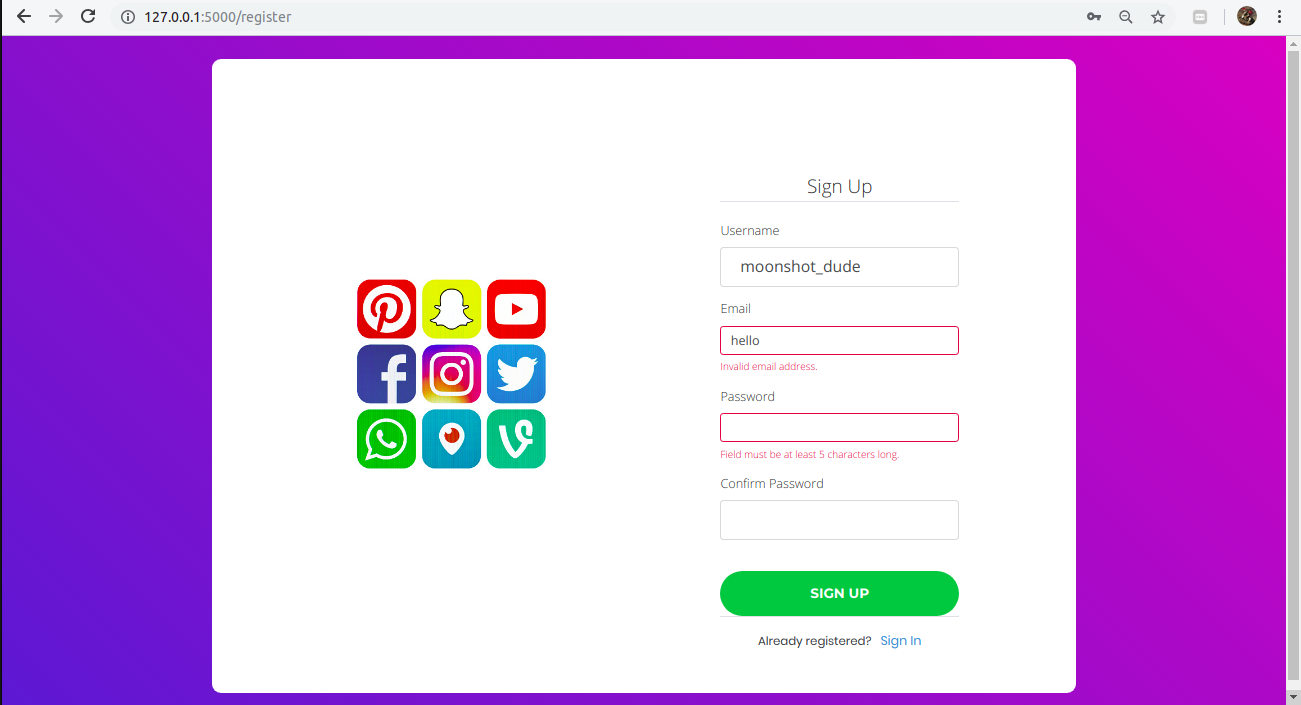 127.0.0.1:5000/register
Sign Up
Username
moonshot_dude
Email
hello
Invalid email address.
Password
Field must be at least 5 characters long.
Confirm Password
SIGN UP
Already registered? Sign In